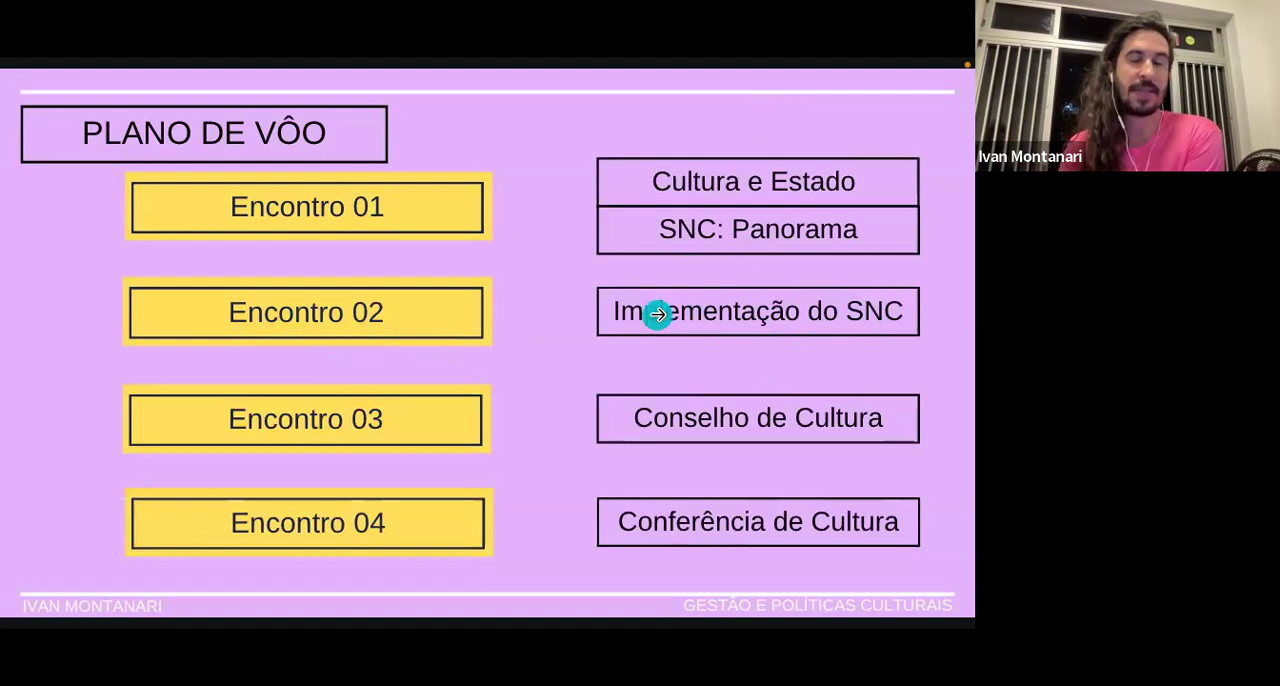 PLANO DE VÔO
Encontro 01
Cultura e Estado
SNC: Panorama
Encontro 02
Implementação do SNC
Encontro 03
Conselho de Cultura
Encontro 04
Conferência de Cultura
IVAN MONTANARI
GESTÃO E POLÍTICAS CULTURAIS
Ivan Montanari